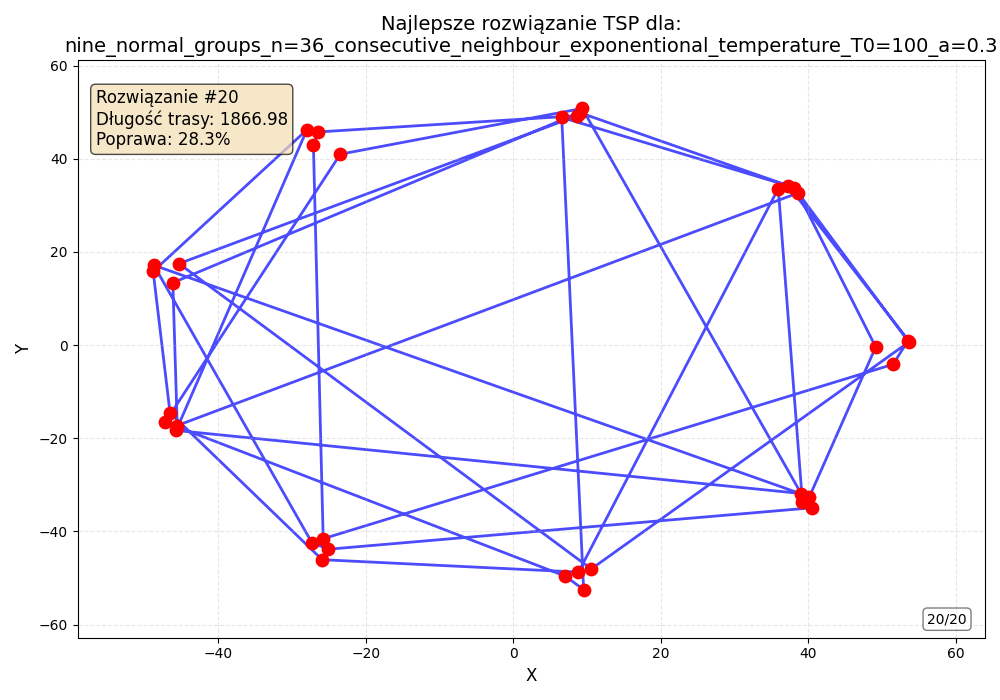 Najlepsze rozwiązanie TSP dla:
nine_normal_groups_n=36_consecutive_neighbour_exponentional_temperature_T0=100_a=0.3
Rozwiązanie #20
Długość trasy: 1866.98
Poprawa: 28.3%
60
40
20
0
−20
−40
−60
Y
20/20
−40
−20
0
20
40
60
X